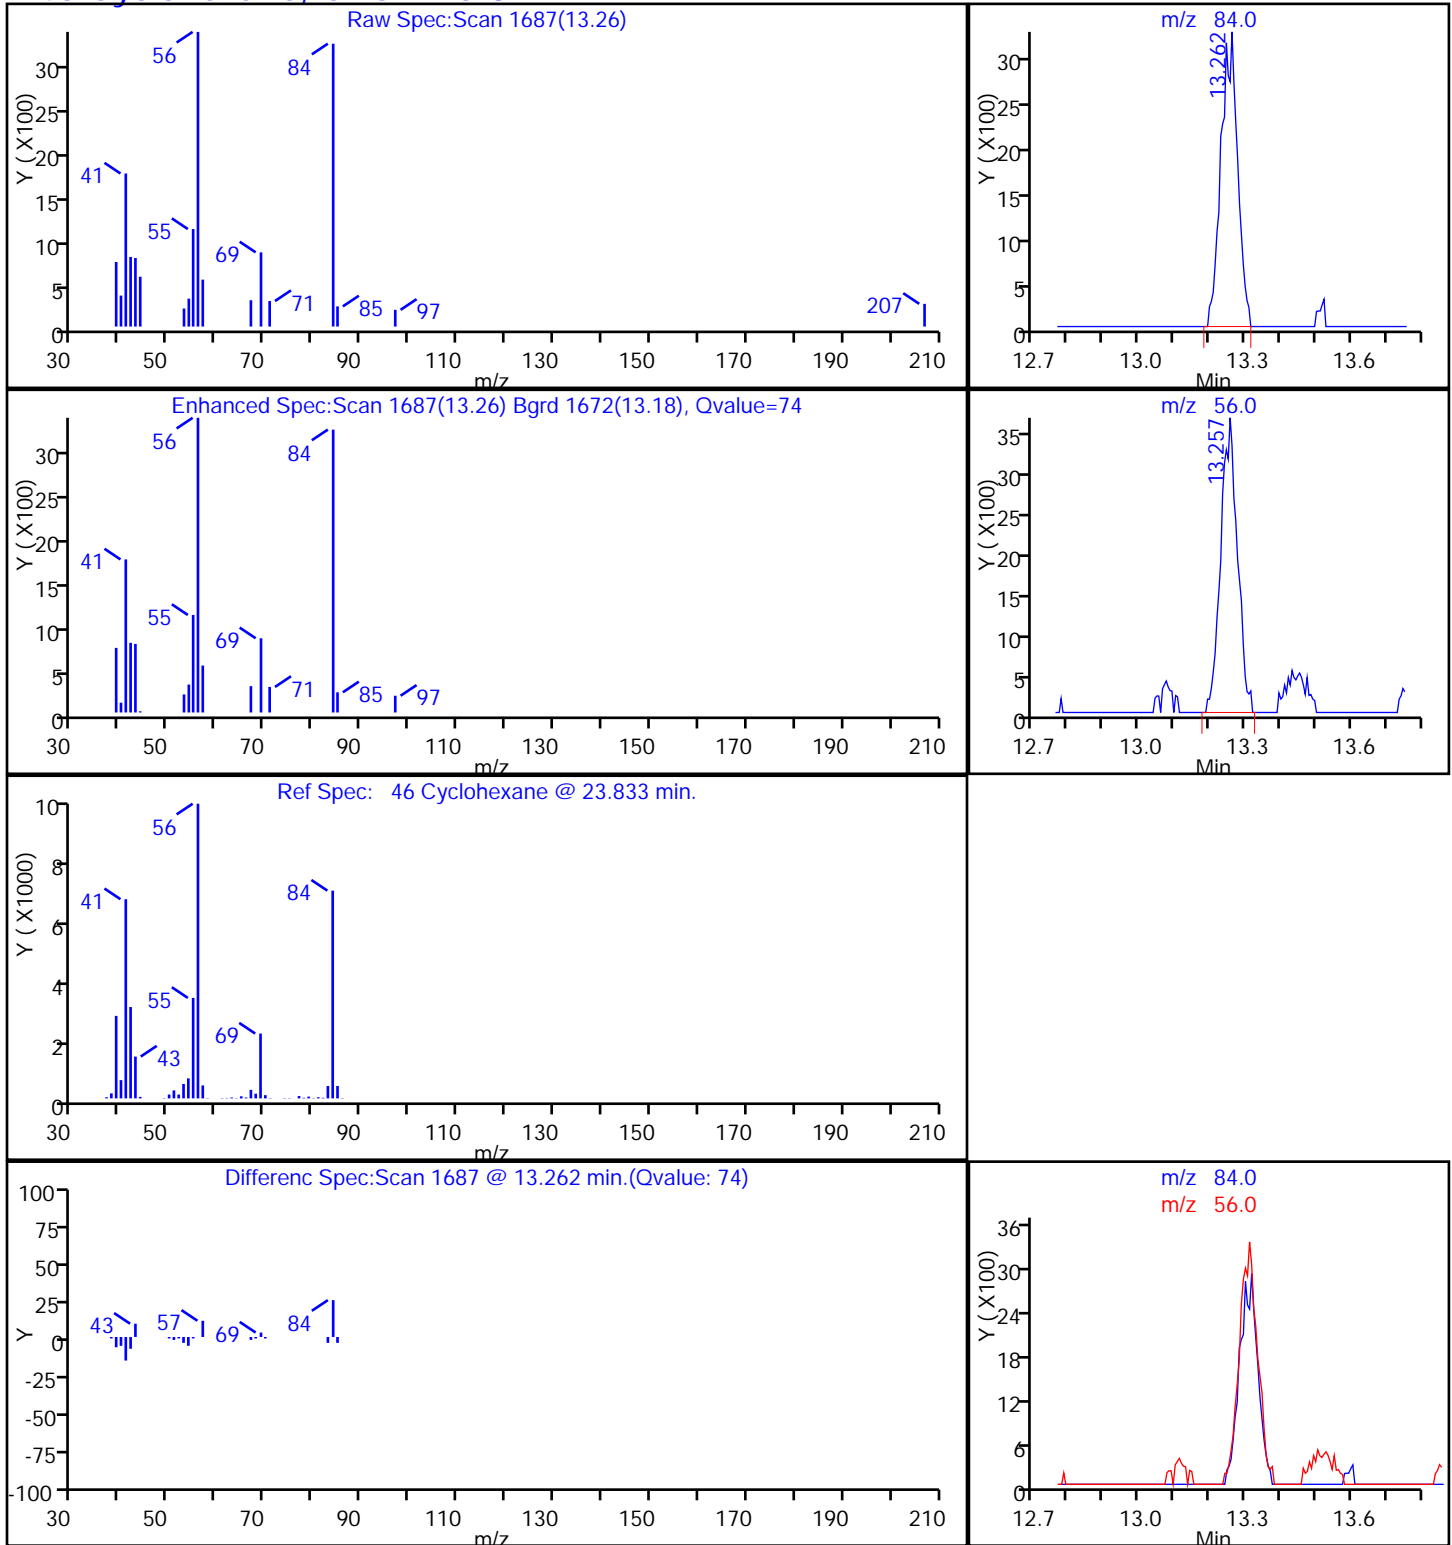 Raw Spec:Scan 1687(13.26)
Y ( X100)
30
25
20
15
10
5
0
56
84
41
55
69
71
85
97
207
30 50 70 90 110 130 150 170 190 210
m/z
m/z 84.0
Y ( X100)
30
25
20
15
10
5
0
13.262
12.7 13.0 13.3 13.6
Min
Enhanced Spec:Scan 1687(13.26) Bgrd 1672(13.18), Qvalue=74
Y ( X100)
30
25
20
15
10
5
0
56
84
41
55
69
71
85
97
30 50 70 90 110 130 150 170 190 210
m/z
m/z 56.0
Y ( X100)
35
30
25
20
15
10
5
0
13.257
12.7 13.0 13.3 13.6
Min
Ref Spec: 46 Cyclohexane @ 23.833 min.
Y ( X1000)
10
8
6
4
2
0
56
84
41
55
69
43
30 50 70 90 110 130 150 170 190 210
m/z
Differenc Spec:Scan 1687 @ 13.262 min.(Qvalue: 74)
Y
100
75
50
25
0
-25
-50
-75
-100
43
57
69
84
30 50 70 90 110 130 150 170 190 210
m/z
m/z 84.0
m/z 56.0
Y ( X100)
36
30
24
18
12
6
0
12.7 13.0 13.3 13.6
Min